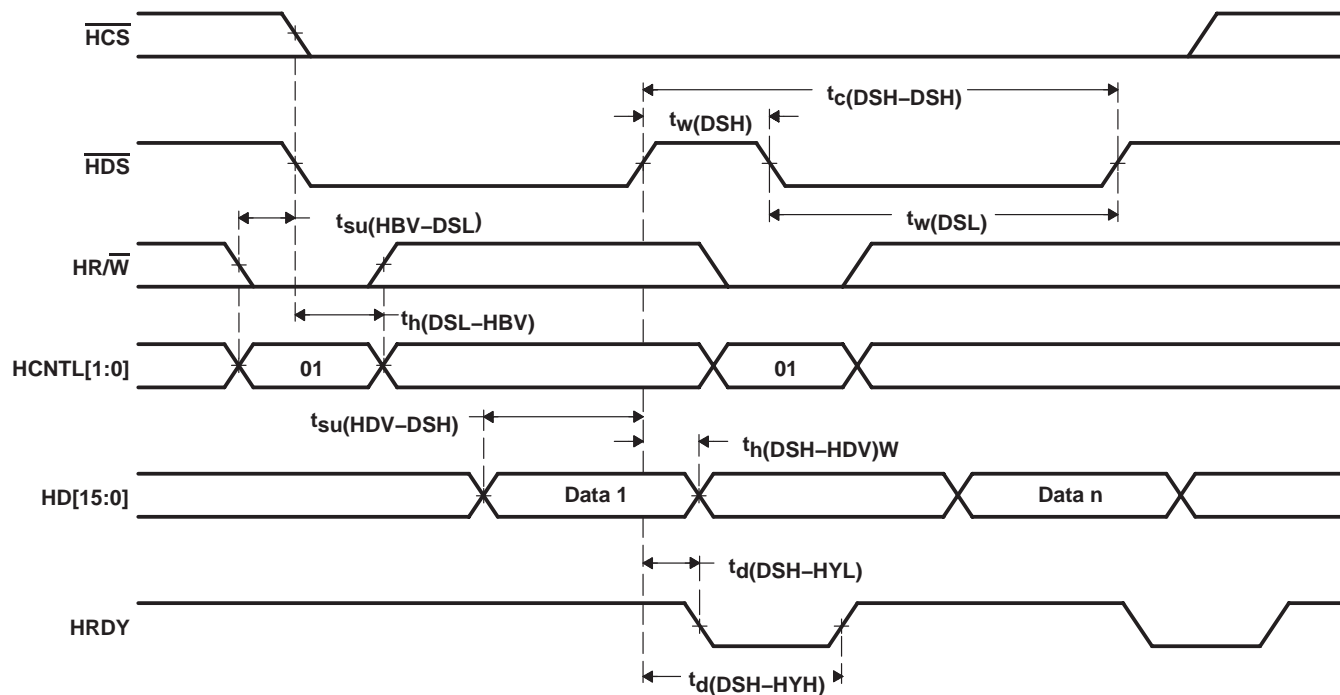 HCS
tc(DSH–DSH)
tw(DSH)
HDS
tsu(HBV–DSL)
tw(DSL)
HR/W
th(DSL–HBV)
HCNTL[1:0]
01
01
tsu(HDV–DSH)
th(DSH–HDV)W
HD[15:0]
Data 1
Data n
td(DSH–HYL)
HRDY
td(DSH–HYH)